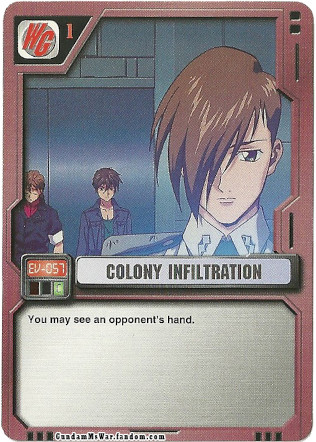 WG
1
EV-057
COLONY INFILTRATION
You may see an opponent's hand.
GundamMsWar.fandom.com